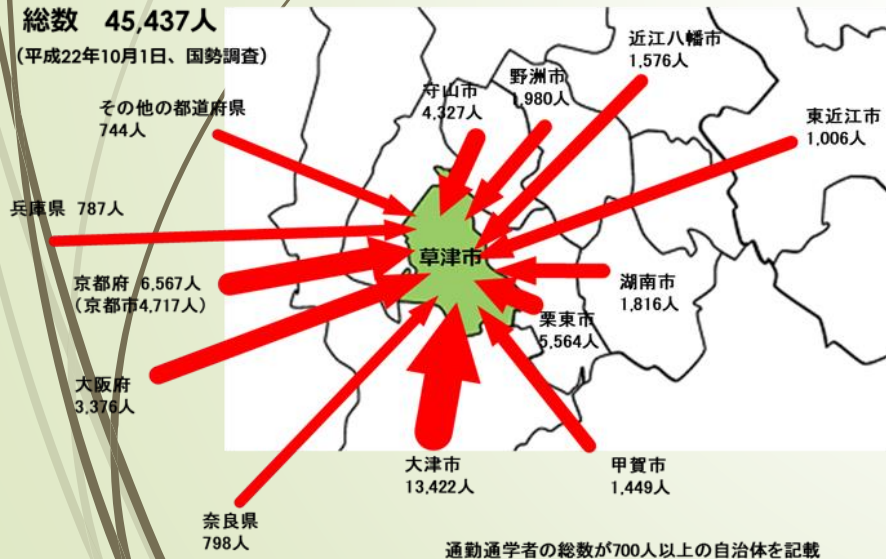 総数 45,437人
(平成22年10月1日、国勢調査)
近江八幡市
1,576人
野洲市
1,980人
守山市
4,327人
その他の都道府県
744人
東近江市
1,006人
兵庫県 787人
草津市
京都府 6,567人
(京都市4,717人)
湖南市
1,816人
栗東市
5,564人
大阪府
3,376人
大津市
13,422人
甲賀市
1,449人
奈良県
798人
通勤通学者の総数が700人以上の自治体を記載